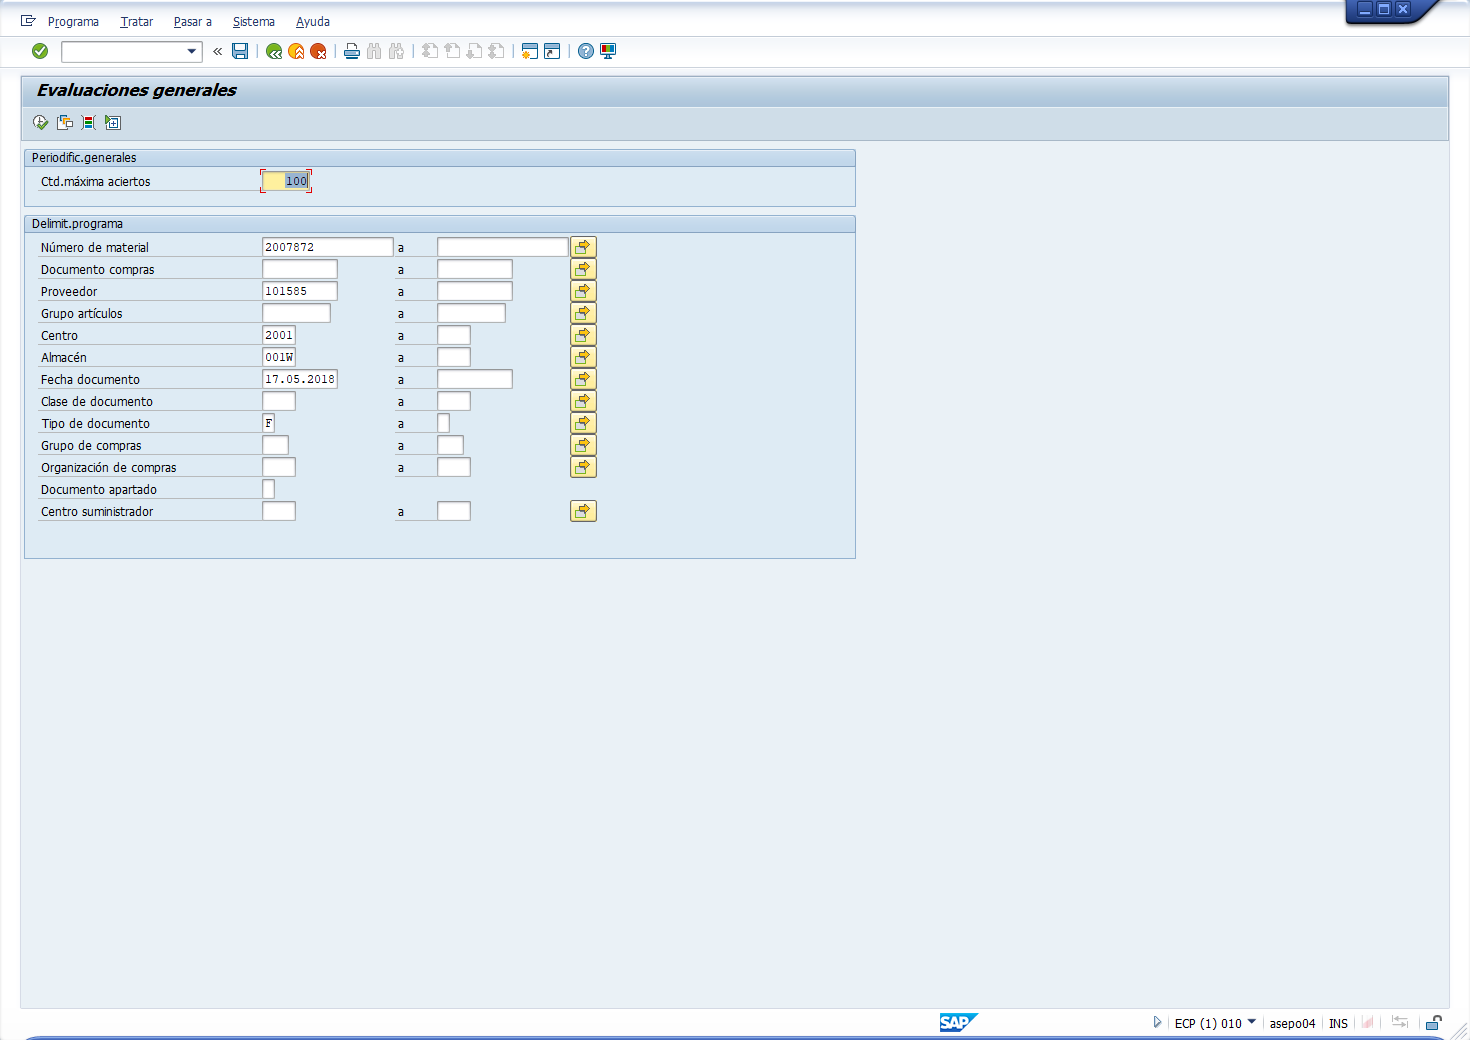 Programa Tratar Pasar a Sistema Ayuda
Evaluaciones generales
Periodific.generales
Ctd.máxima aciertos 100
Delimit.programa
Número de material 2007872 a
Documento compras a
Proveedor 101585 a
Grupo artículos a
Centro 2001 a
Almacén 001W a
Fecha documento 17.05.2018 a
Clase de documento a
Tipo de documento F a
Grupo de compras a
Organización de compras a
Documento apartado
Centro suministrador a
SAP ECP (1) 010 asepo04 INS